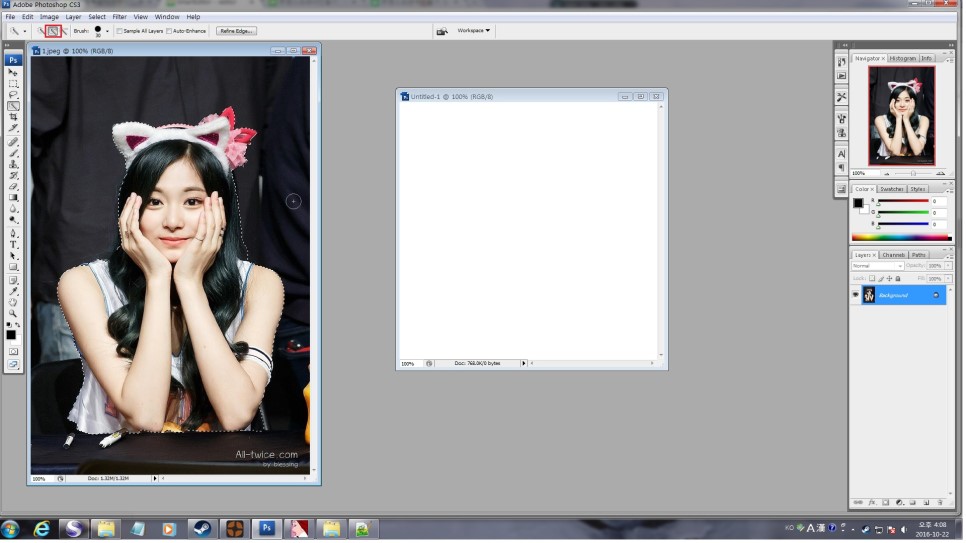 Adobe Photoshop CS3
File Edit Image Layer Select Filter View Window Help
Brush: 30 Sample All Layers Auto-Enhance Refine Edge... Workspace
1.jpeg @ 100% (RGB/8)
Untitled-1 @ 100% (RGB/8)
Navigator × Histogram Info
100%
Color × Swatches Styles
R 0
G 0
B 0
Layers × Channels Paths
Normal Opacity: 100%
Lock: Fill: 100%
Background
Ps
All-twice.com
by blessing
100% Doc: 1.32M/1.32M
100% Doc: 768.0K/0 bytes
KO A 漢
오후 4:08
2016-10-22